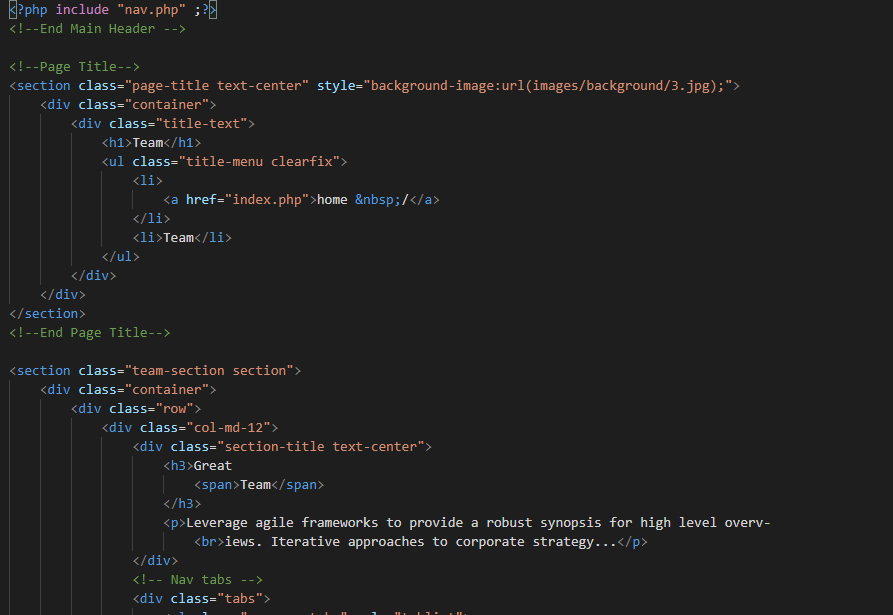 <?php include "nav.php" ;?>
<!--End Main Header -->
<!--Page Title-->
<section class="page-title text-center" style="background-image:url(images/background/3.jpg);">
<div class="container">
<div class="title-text">
<h1>Team</h1>
<ul class="title-menu clearfix">
<li>
<a href="index.php">home &nbsp;/</a>
</li>
<li>Team</li>
</ul>
</div>
</div>
</section>
<!--End Page Title-->
<section class="team-section section">
<div class="container">
<div class="row">
<div class="col-md-12">
<div class="section-title text-center">
<h3>Great
<span>Team</span>
</h3>
<p>Leverage agile frameworks to provide a robust synopsis for high level overv-
<br>iews. Iterative approaches to corporate strategy...</p>
</div>
<!-- Nav tabs -->
<div class="tabs">